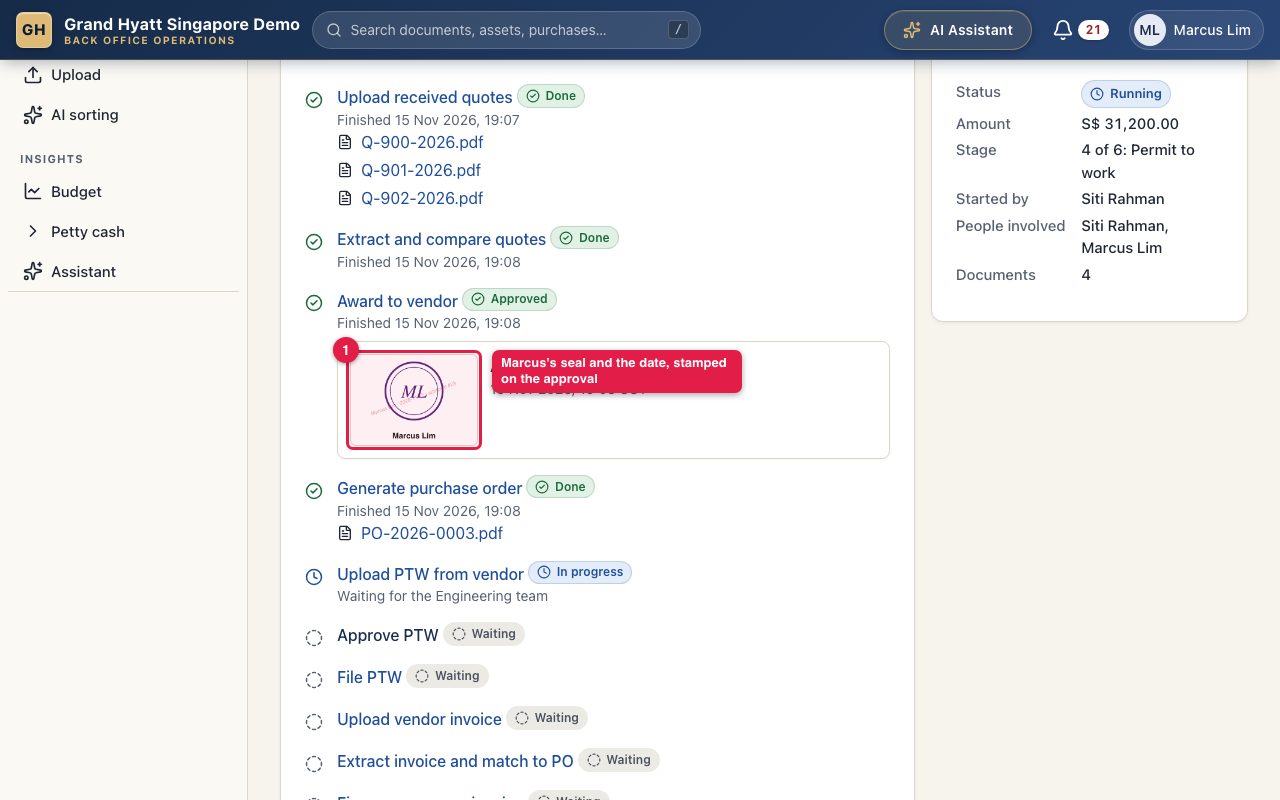 GH
Grand Hyatt Singapore Demo
BACK OFFICE OPERATIONS
Search documents, assets, purchases...
/
AI Assistant
21
ML
Marcus Lim
Upload
AI sorting
INSIGHTS
Budget
Petty cash
Assistant
Upload received quotes Done
Finished 15 Nov 2026, 19:07
Q-900-2026.pdf
Q-901-2026.pdf
Q-902-2026.pdf
Extract and compare quotes Done
Finished 15 Nov 2026, 19:08
Award to vendor Approved
Finished 15 Nov 2026, 19:08
1
ML
Marcus Lim
Marcus's seal and the date, stamped
on the approval
Generate purchase order Done
Finished 15 Nov 2026, 19:08
PO-2026-0003.pdf
Upload PTW from vendor In progress
Waiting for the Engineering team
Approve PTW Waiting
File PTW Waiting
Upload vendor invoice Waiting
Extract invoice and match to PO Waiting
Status Running
Amount S$ 31,200.00
Stage 4 of 6: Permit to
work
Started by Siti Rahman
People involved Siti Rahman,
Marcus Lim
Documents 4